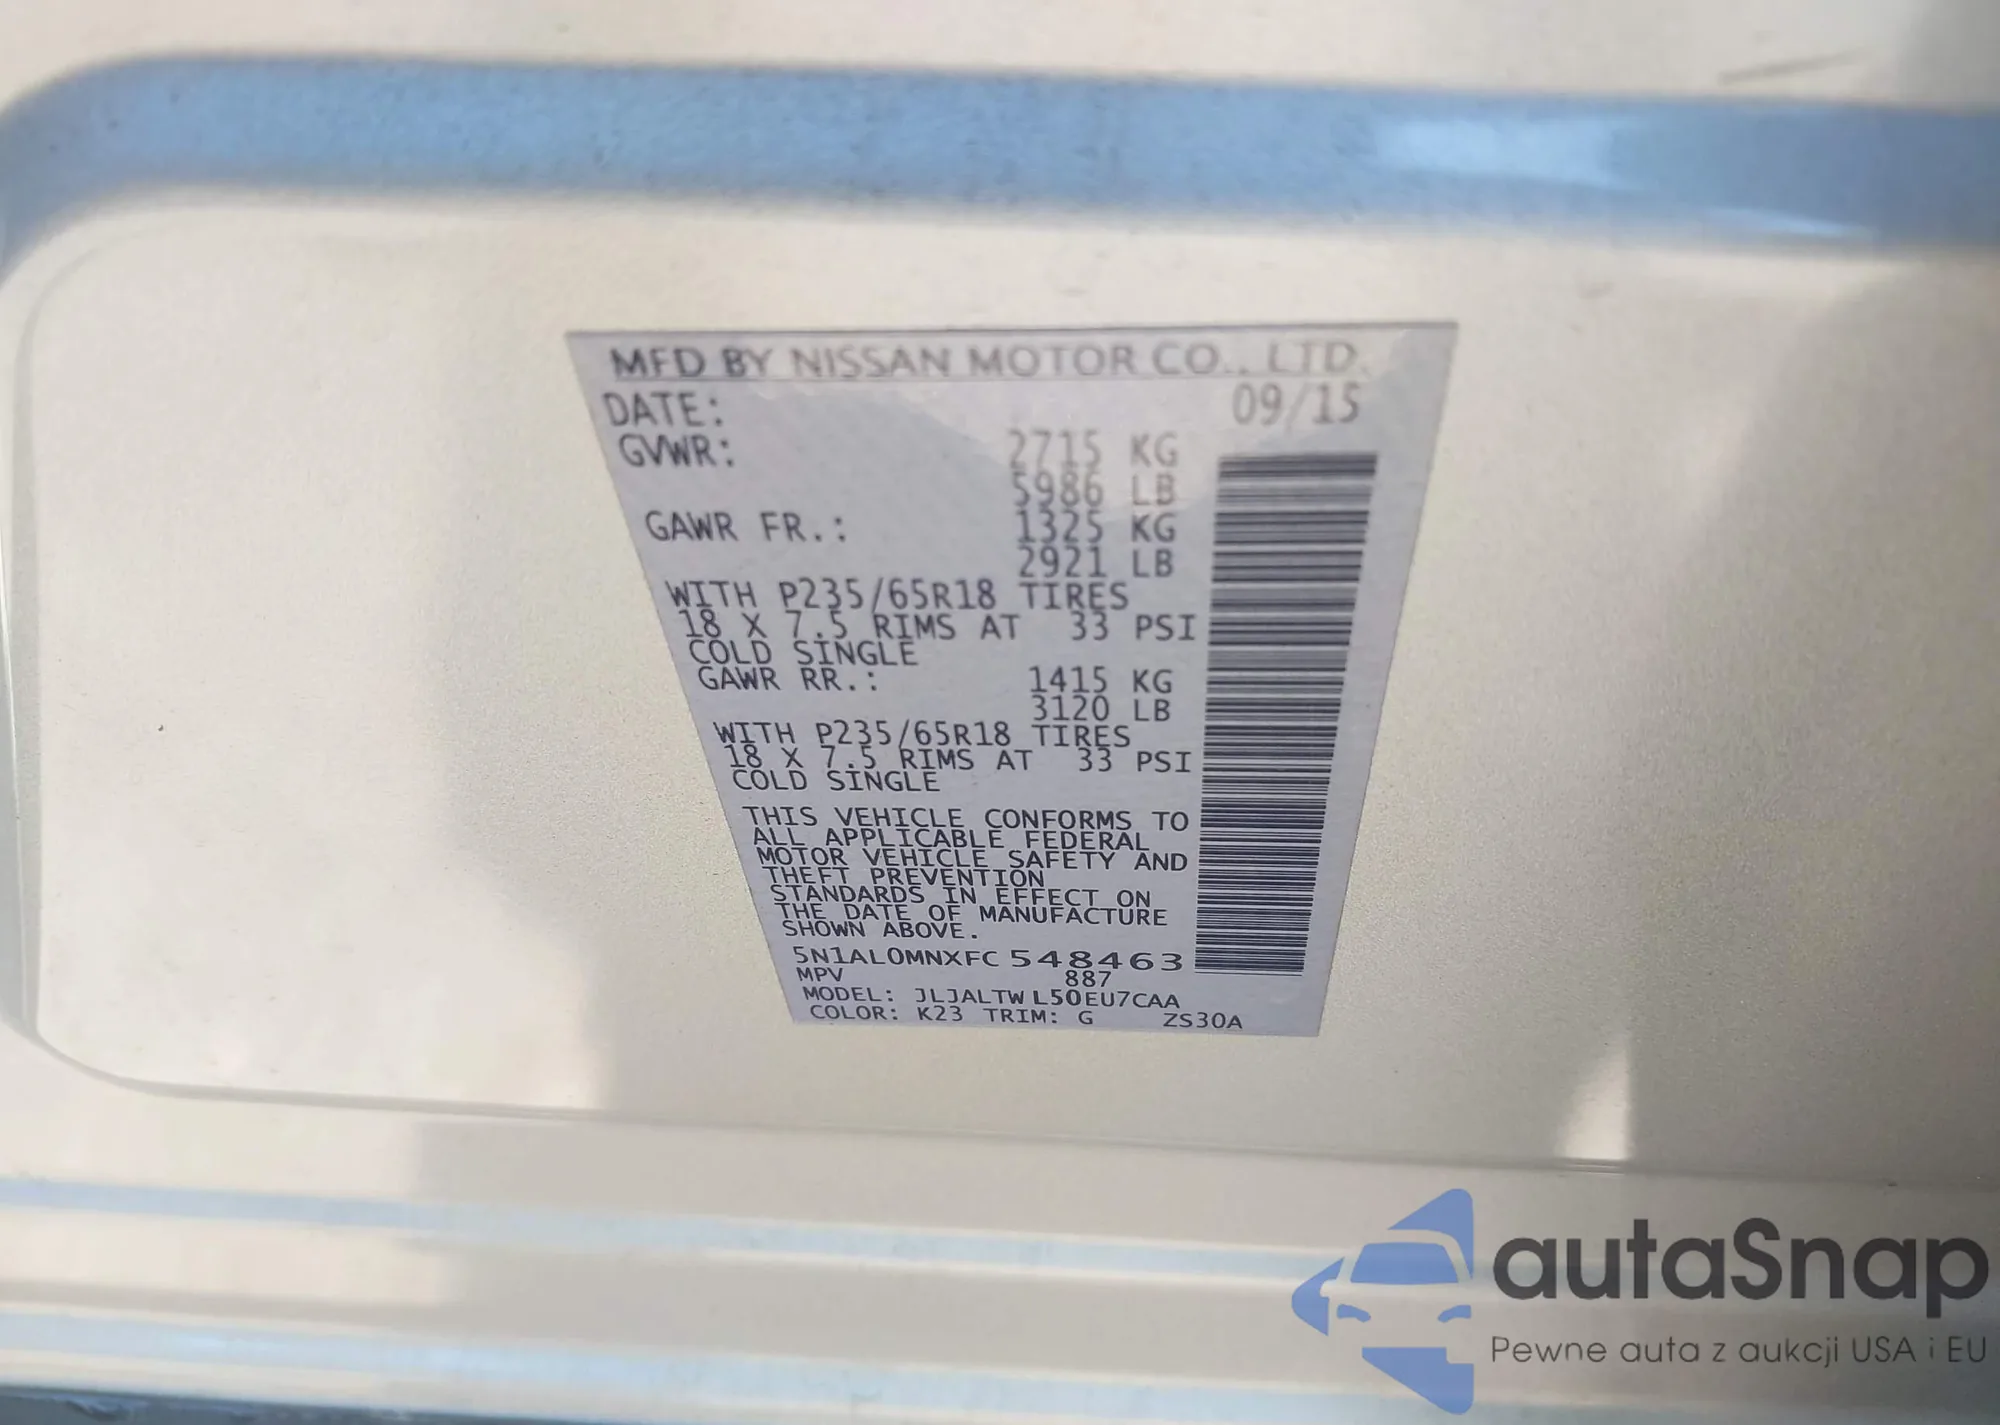 MFD BY NISSAN MOTOR CO., LTD.
DATE: 09/15
GVWR: 2715 KG
5986 LB
GAWR FR.: 1325 KG
2921 LB
WITH P235/65R18 TIRES
18 X 7.5 RIMS AT 33 PSI
COLD SINGLE
GAWR RR.: 1415 KG
3120 LB
WITH P235/65R18 TIRES
18 X 7.5 RIMS AT 33 PSI
COLD SINGLE
THIS VEHICLE CONFORMS TO
ALL APPLICABLE FEDERAL
MOTOR VEHICLE SAFETY AND
THEFT PREVENTION
STANDARDS IN EFFECT ON
THE DATE OF MANUFACTURE
SHOWN ABOVE.
5N1AL0MNXFC 548463
MPV 887
MODEL: JLJALTW L50EU7CAA
COLOR: K23 TRIM: G ZS30A
autaSnap
Pewne auta z aukcji USA i EU